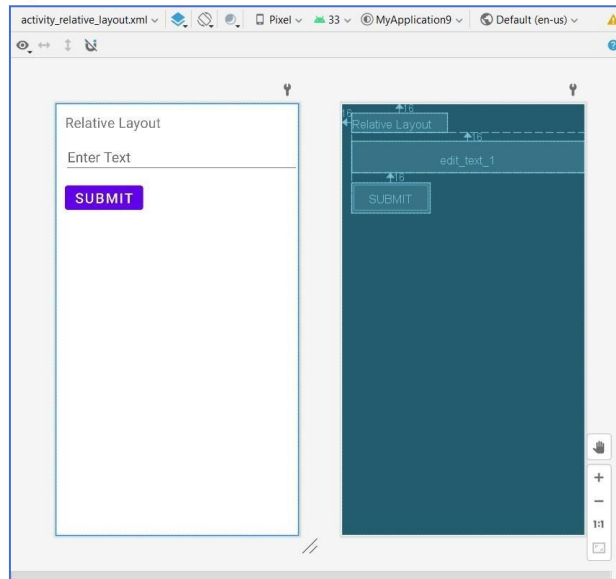 activity_relative_layout.xml Pixel 33 MyApplication9 Default (en-us)
Relative Layout
Enter Text
SUBMIT
16
16
Relative Layout
16
edit_text_1
16
SUBMIT
1:1